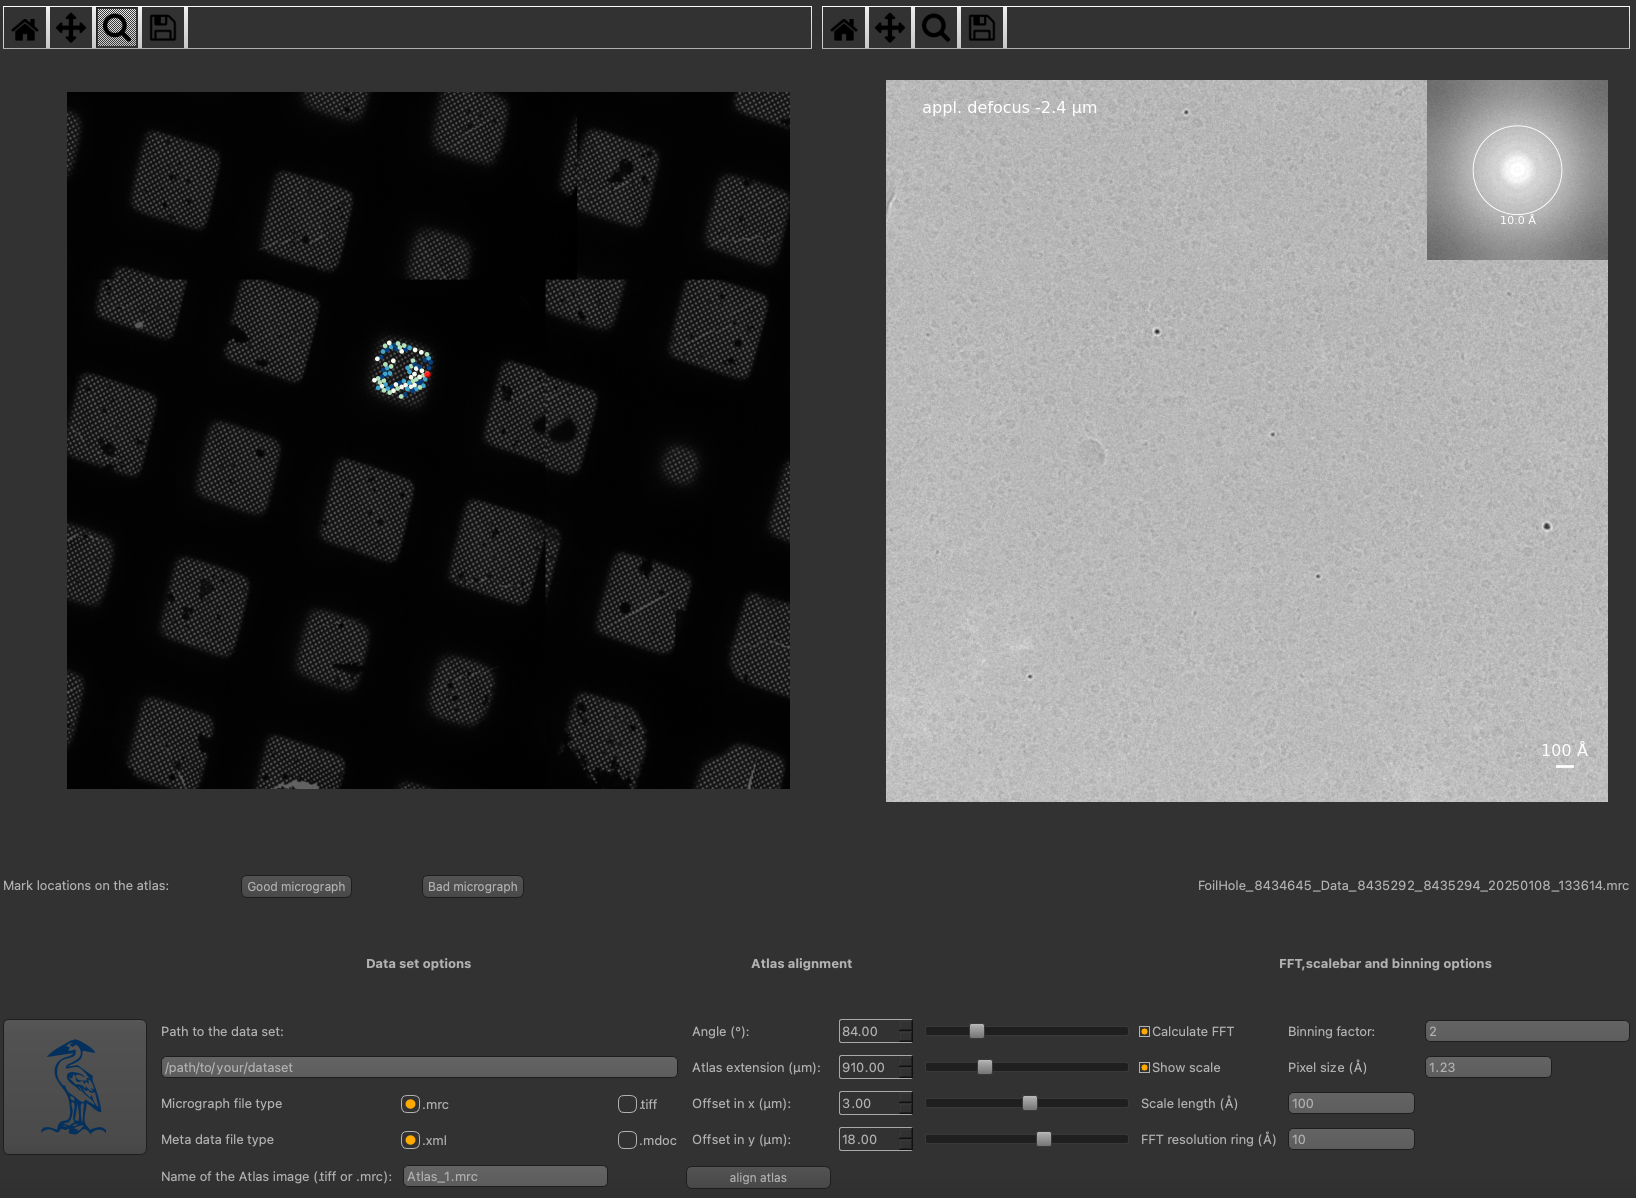 appl. defocus -2.4 µm
10.0 Å
100 Å
Mark locations on the atlas:
Good micrograph
Bad micrograph
FoilHole_8434645_Data_8435292_8435294_20250108_133614.mrc
Data set options
Atlas alignment
FFT,scalebar and binning options
Path to the data set:
Angle (°):
84.00
Calculate FFT
Binning factor:
2
/path/to/your/dataset
Atlas extension (µm):
910.00
Show scale
Pixel size (Å)
1.23
Micrograph file type
.mrc
.tiff
Offset in x (µm):
3.00
Scale length (Å)
100
Meta data file type
.xml
.mdoc
Offset in y (µm):
18.00
FFT resolution ring (Å)
10
Name of the Atlas image (.tiff or .mrc):
Atlas_1.mrc
align atlas